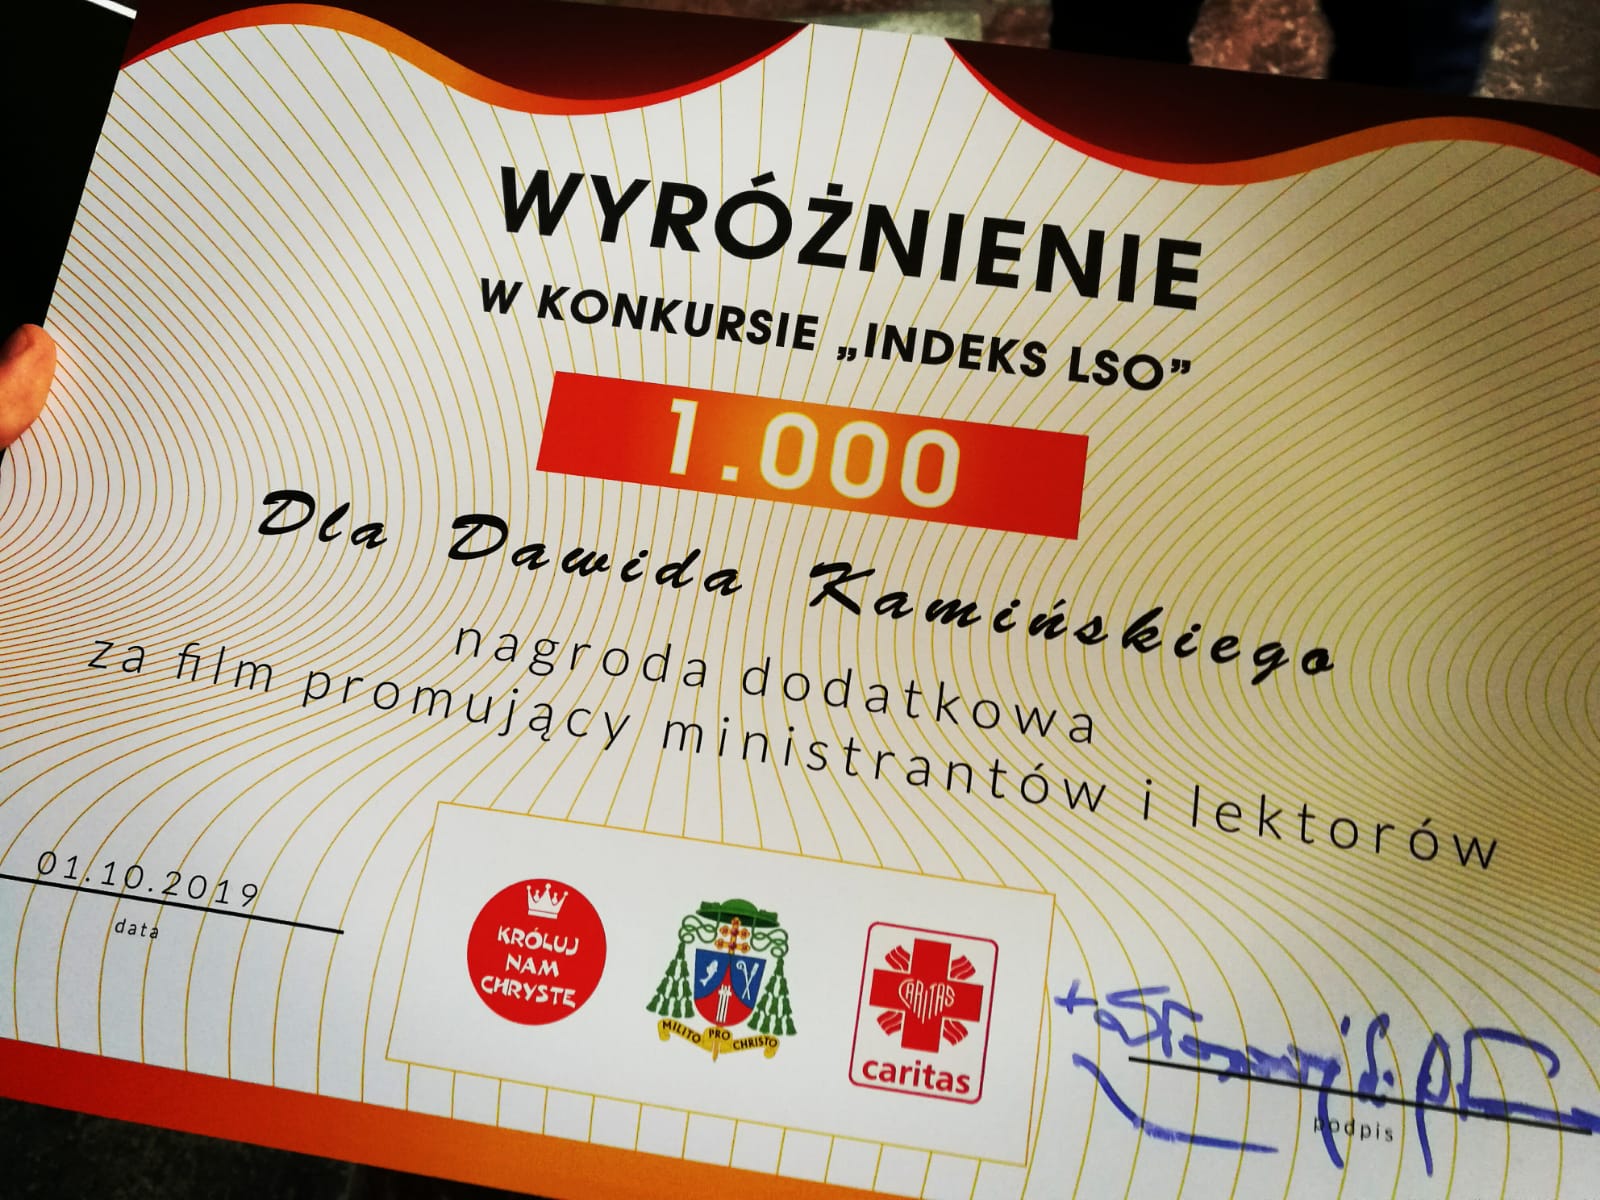 WYRÓŻNIENIE
W KONKURSIE „INDEKS LSO”
1.000
Dla Dawida Kamińskiego
nagroda dodatkowa
za film promujący ministrantów i lektorów
01.10.2019
data
KRÓLUJ
NAM
CHRYSTE
MILITO PRO CHRISTO
CARITAS
caritas
podpis